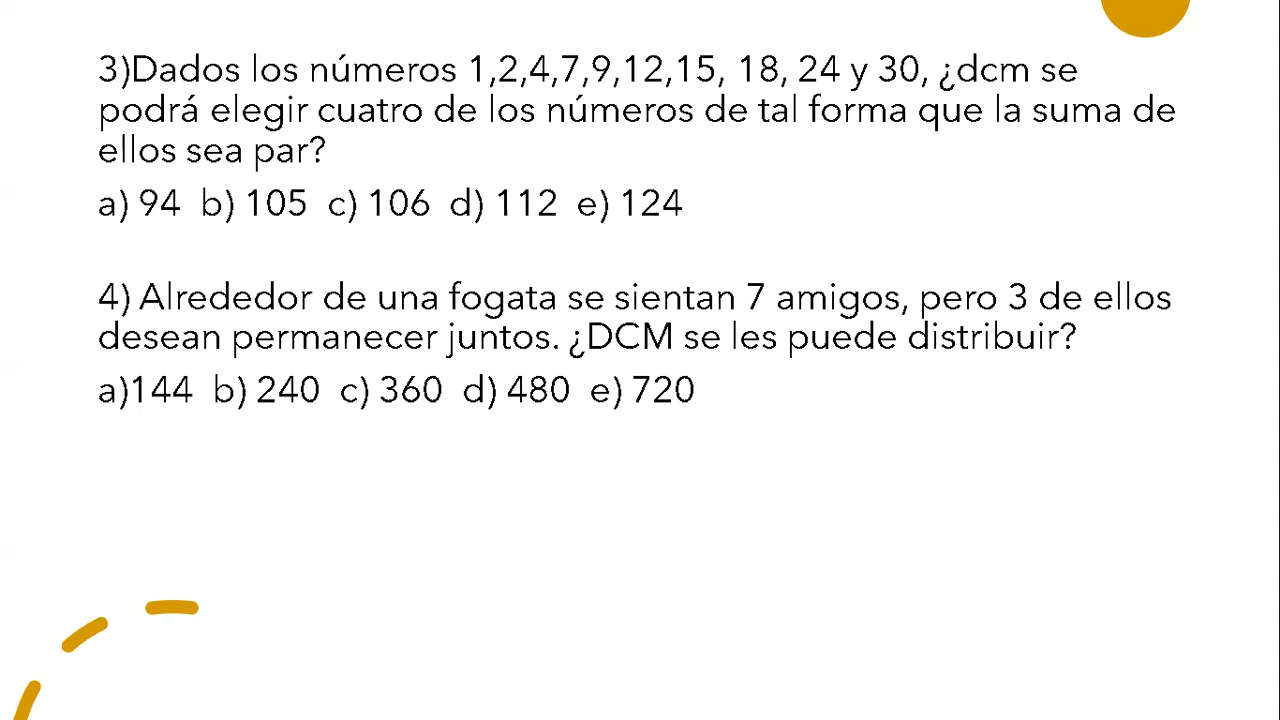 3)Dados los números 1,2,4,7,9,12,15, 18, 24 y 30, ¿dcm se
podrá elegir cuatro de los números de tal forma que la suma de
ellos sea par?
a) 94 b) 105 c) 106 d) 112 e) 124
4) Alrededor de una fogata se sientan 7 amigos, pero 3 de ellos
desean permanecer juntos. ¿DCM se les puede distribuir?
a)144 b) 240 c) 360 d) 480 e) 720